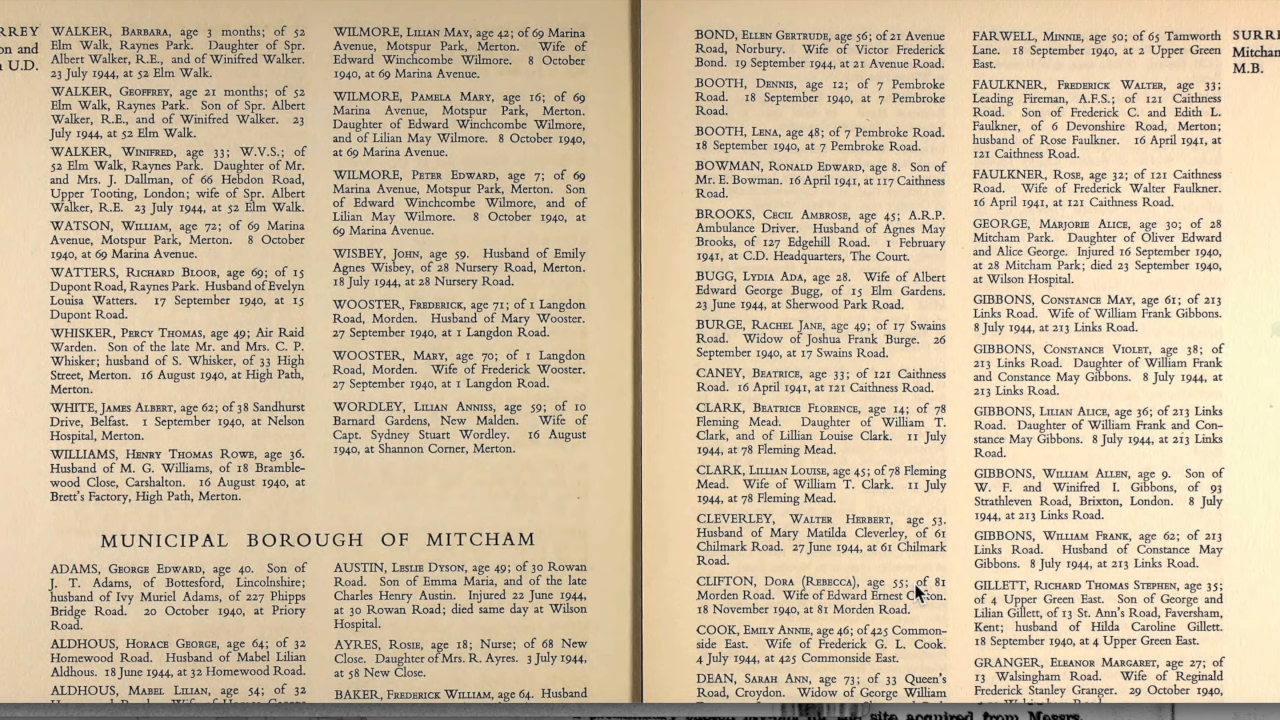 RREY
on and
U.D.
WALKER, BARBARA, age 3 months; of 52
Elm Walk, Raynes Park. Daughter of Spr.
Albert Walker, R.E., and of Winifred Walker.
23 July 1944, at 52 Elm Walk.
WALKER, GEOFFREY, age 21 months; of 52
Elm Walk, Raynes Park. Son of Spr. Albert
Walker, R.E., and of Winifred Walker. 23
July 1944, at 52 Elm Walk.
WALKER, WINIFRED, age 33; W.V.S.; of
52 Elm Walk, Raynes Park. Daughter of Mr.
and Mrs. J. Dallman, of 66 Hebdon Road,
Upper Tooting, London; wife of Spr. Albert
Walker, R.E. 23 July 1944, at 52 Elm Walk.
WATSON, WILLIAM, age 72; of 69 Marina
Avenue, Motspur Park, Merton. 8 October
1940, at 69 Marina Avenue.
WATTERS, RICHARD BLOOR, age 69; of 15
Dupont Road, Raynes Park. Husband of Evelyn
Louisa Watters. 17 September 1940, at 15
Dupont Road.
WHISKER, PERCY THOMAS, age 49; Air Raid
Warden. Son of the late Mr. and Mrs. C. P.
Whisker; husband of S. Whisker, of 33 High
Street, Merton. 16 August 1940, at High Path,
Merton.
WHITE, JAMES ALBERT, age 62; of 38 Sandhurst
Drive, Belfast. 1 September 1940, at Nelson
Hospital, Merton.
WILLIAMS, HENRY THOMAS ROWE, age 36.
Husband of M. G. Williams, of 18 Bramble-
wood Close, Carshalton. 16 August 1940, at
Brett's Factory, High Path, Merton.
WILMORE, LILIAN MAY, age 42; of 69 Marina
Avenue, Motspur Park, Merton. Wife of
Edward Winchcombe Wilmore. 8 October
1940, at 69 Marina Avenue.
WILMORE, PAMELA MARY, age 16; of 69
Marina Avenue, Motspur Park, Merton.
Daughter of Edward Winchcombe Wilmore,
and of Lilian May Wilmore. 8 October 1940,
at 69 Marina Avenue.
WILMORE, PETER EDWARD, age 7; of 69
Marina Avenue, Motspur Park, Merton. Son
of Edward Winchcombe Wilmore, and of
Lilian May Wilmore. 8 October 1940, at
69 Marina Avenue.
WISBEY, JOHN, age 59. Husband of Emily
Agnes Wisbey, of 28 Nursery Road, Merton.
18 July 1944, at 28 Nursery Road.
WOOSTER, FREDERICK, age 71; of 1 Langdon
Road, Morden. Husband of Mary Wooster.
27 September 1940, at 1 Langdon Road.
WOOSTER, MARY, age 70; of 1 Langdon
Road, Morden. Wife of Frederick Wooster.
27 September 1940, at 1 Langdon Road.
WORDLEY, LILIAN ANNISS, age 59; of 10
Barnard Gardens, New Malden. Wife of
Capt. Sydney Stuart Wordley. 16 August
1940, at Shannon Corner, Merton.
MUNICIPAL BOROUGH OF MITCHAM
ADAMS, GEORGE EDWARD, age 40. Son of
J. T. Adams, of Bottesford, Lincolnshire;
husband of Ivy Muriel Adams, of 227 Phipps
Bridge Road. 20 October 1940, at Priory
Road.
ALDHOUS, HORACE GEORGE, age 64; of 32
Homewood Road. Husband of Mabel Lilian
Aldhous. 18 June 1944, at 32 Homewood Road.
ALDHOUS, MABEL LILIAN, age 54; of 32
AUSTIN, LESLIE DYSON, age 49; of 30 Rowan
Road. Son of Emma Maria, and of the late
Charles Henry Austin. Injured 22 June 1944,
at 30 Rowan Road; died same day at Wilson
Hospital.
AYRES, ROSIE, age 18; Nurse; of 68 New
Close. Daughter of Mrs. R. Ayres. 3 July 1944,
at 58 New Close.
BAKER, FREDERICK WILLIAM, age 64. Husband
BOND, ELLEN GERTRUDE, age 56; of 21 Avenue
Road, Norbury. Wife of Victor Frederick
Bond. 19 September 1944, at 21 Avenue Road.
BOOTH, DENNIS, age 12; of 7 Pembroke
Road. 18 September 1940, at 7 Pembroke
Road.
BOOTH, LENA, age 48; of 7 Pembroke Road.
18 September 1940, at 7 Pembroke Road.
BOWMAN, RONALD EDWARD, age 8. Son of
Mr. E. Bowman. 16 April 1941, at 117 Caithness
Road.
BROOKS, CECIL AMBROSE, age 45; A.R.P.
Ambulance Driver. Husband of Agnes May
Brooks, of 127 Edgehill Road. 1 February
1941, at C.D. Headquarters, The Court.
BUGG, LYDIA ADA, age 28. Wife of Albert
Edward George Bugg, of 15 Elm Gardens.
23 June 1944, at Sherwood Park Road.
BURGE, RACHEL JANE, age 49; of 17 Swains
Road. Widow of Joshua Frank Burge. 26
September 1940, at 17 Swains Road.
CANEY, BEATRICE, age 33; of 121 Caithness
Road. 16 April 1941, at 121 Caithness Road.
CLARK, BEATRICE FLORENCE, age 14; of 78
Fleming Mead. Daughter of William T.
Clark, and of Lillian Louise Clark. 11 July
1944, at 78 Fleming Mead.
CLARK, LILLIAN LOUISE, age 45; of 78 Fleming
Mead. Wife of William T. Clark. 11 July
1944, at 78 Fleming Mead.
CLEVERLEY, WALTER HERBERT, age 53.
Husband of Mary Matilda Cleverley, of 61
Chilmark Road. 27 June 1944, at 61 Chilmark
Road.
CLIFTON, DORA (REBECCA), age 55; of 81
Morden Road. Wife of Edward Ernest Clifton.
18 November 1940, at 81 Morden Road.
COOK, EMILY ANNIE, age 46; of 425 Common-
side East. Wife of Frederick G. L. Cook.
4 July 1944, at 425 Commonside East.
DEAN, SARAH ANN, age 73; of 33 Queen's
Road, Croydon. Widow of George William
FARWELL, MINNIE, age 50; of 65 Tamworth
Lane. 18 September 1940, at 2 Upper Green
East.
FAULKNER, FREDERICK WALTER, age 33;
Leading Fireman, A.F.S.; of 121 Caithness
Road. Son of Frederick C. and Edith L.
Faulkner, of 6 Devonshire Road, Merton;
husband of Rose Faulkner. 16 April 1941, at
121 Caithness Road.
FAULKNER, ROSE, age 32; of 121 Caithness
Road. Wife of Frederick Walter Faulkner.
16 April 1941, at 121 Caithness Road.
GEORGE, MARJORIE ALICE, age 30; of 28
Mitcham Park. Daughter of Oliver Edward
and Alice George. Injured 16 September 1940,
at 28 Mitcham Park; died 23 September 1940,
at Wilson Hospital.
GIBBONS, CONSTANCE MAY, age 61; of 213
Links Road. Wife of William Frank Gibbons.
8 July 1944, at 213 Links Road.
GIBBONS, CONSTANCE VIOLET, age 38; of
213 Links Road. Daughter of William Frank
and Constance May Gibbons. 8 July 1944, at
213 Links Road.
GIBBONS, LILIAN ALICE, age 36; of 213 Links
Road. Daughter of William Frank and Con-
stance May Gibbons. 8 July 1944, at 213 Links
Road.
GIBBONS, WILLIAM ALLEN, age 9. Son of
W. F. and Winifred I. Gibbons, of 93
Strathleven Road, Brixton, London. 8 July
1944, at 213 Links Road.
GIBBONS, WILLIAM FRANK, age 62; of 213
Links Road. Husband of Constance May
Gibbons. 8 July 1944, at 213 Links Road.
GILLETT, RICHARD THOMAS STEPHEN, age 35;
of 4 Upper Green East. Son of George and
Lilian Gillett, of 13 St. Ann's Road, Faversham,
Kent; husband of Hilda Caroline Gillett.
18 September 1940, at 4 Upper Green East.
GRANGER, ELEANOR MARGARET, age 27; of
13 Walsingham Road. Wife of Reginald
Frederick Stanley Granger. 29 October 1940,
SURRE
Mitcham
M.B.
site acquired from Messrs.